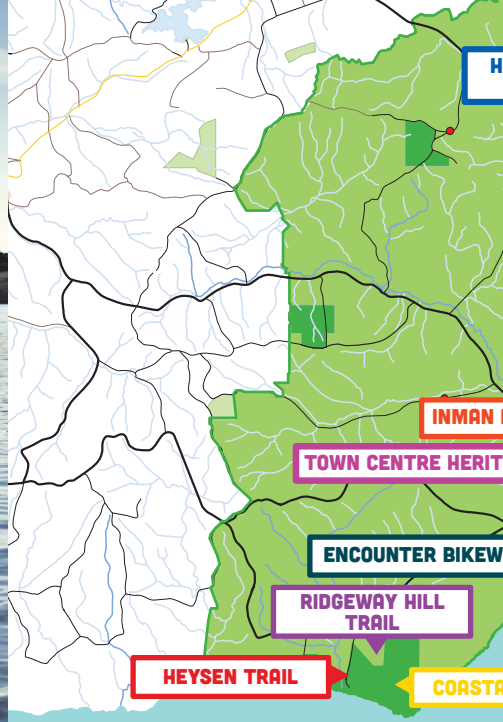 H
INMAN
TOWN CENTRE HERIT
ENCOUNTER BIKEW
RIDGEWAY HILL
TRAIL
HEYSEN TRAIL
COASTA